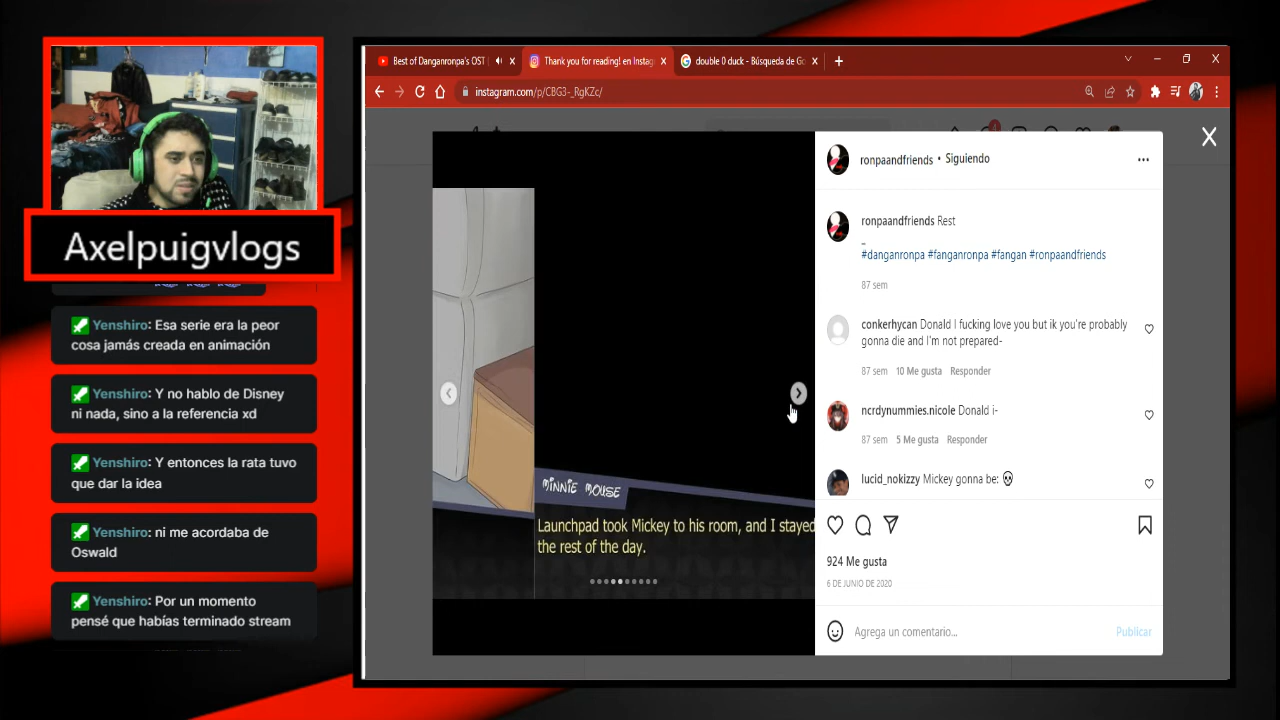 Axelpuigvlogs
Yenshiro: Esa serie era la peor
cosa jamás creada en animación
Yenshiro: Y no hablo de Disney
ni nada, sino a la referencia xd
Yenshiro: Y entonces la rata tuvo
que dar la idea
Yenshiro: ni me acordaba de
Oswald
Yenshiro: Por un momento
pensé que habías terminado stream
Best of Danganronpa's OST
Thank you for reading! en Instag
double 0 duck - Búsqueda de Go
instagram.com/p/CBG3-_RgKZc/
MINNIE MOUSE
Launchpad took Mickey to his room, and I stayed
the rest of the day.
ronpaandfriends • Siguiendo
ronpaandfriends Rest
_
#danganronpa #fanganronpa #fangan #ronpaandfriends
87 sem
conkerhycan Donald I fucking love you but ik you're probably
gonna die and I'm not prepared-
87 sem 10 Me gusta Responder
ncrdynummies.nicole Donald i-
87 sem 5 Me gusta Responder
lucid_nokizzy Mickey gonna be: 💀
924 Me gusta
6 DE JUNIO DE 2020
Agrega un comentario...
Publicar